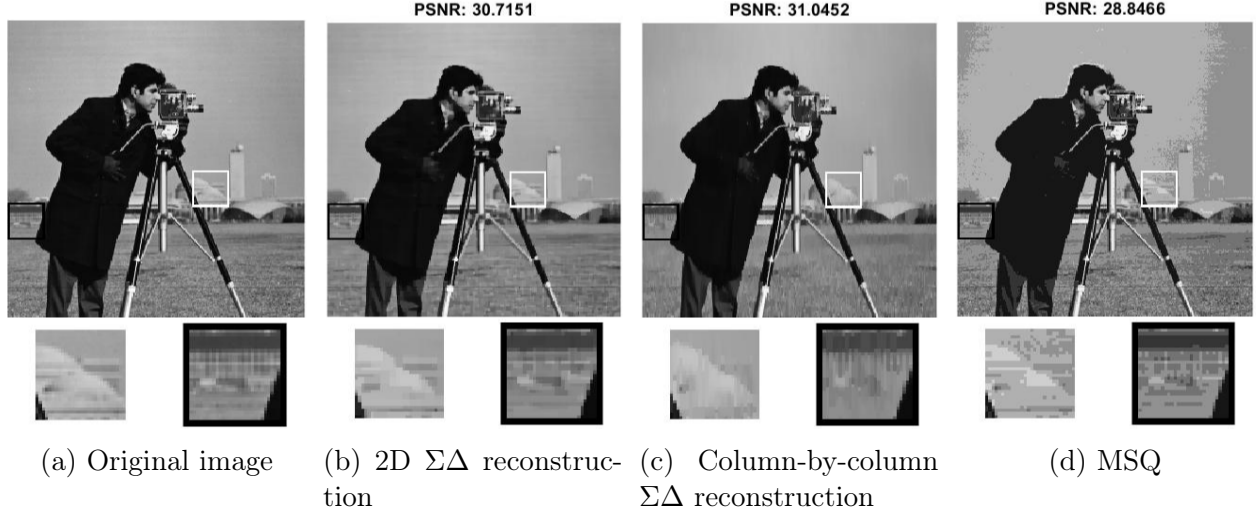 PSNR: 30.7151
PSNR: 31.0452
PSNR: 28.8466
(a) Original image
(b) 2D ΣΔ reconstruc-
tion
(c) Column-by-column
ΣΔ reconstruction
(d) MSQ